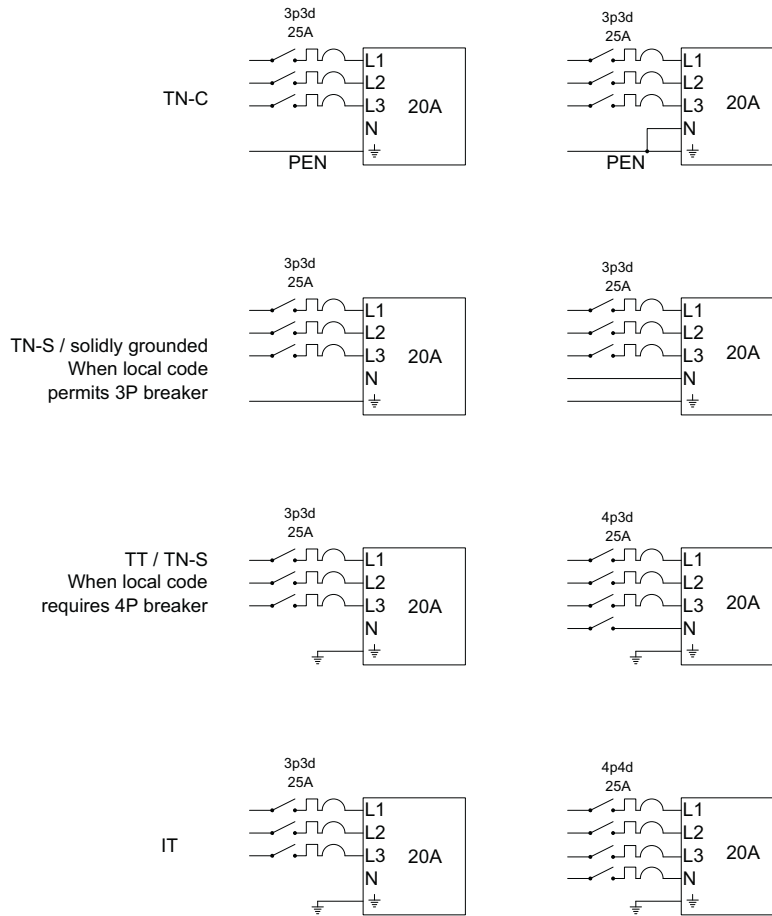 3p3d
25A
L1
L2
L3
N
20A
PEN
3p3d
25A
L1
L2
L3
N
20A
PEN
TN-C
3p3d
25A
L1
L2
L3
N
20A
3p3d
25A
L1
L2
L3
N
20A
TN-S / solidly grounded
When local code
permits 3P breaker
3p3d
25A
L1
L2
L3
N
20A
4p3d
25A
L1
L2
L3
N
20A
TT / TN-S
When local code
requires 4P breaker
3p3d
25A
L1
L2
L3
N
20A
4p4d
25A
L1
L2
L3
N
20A
IT